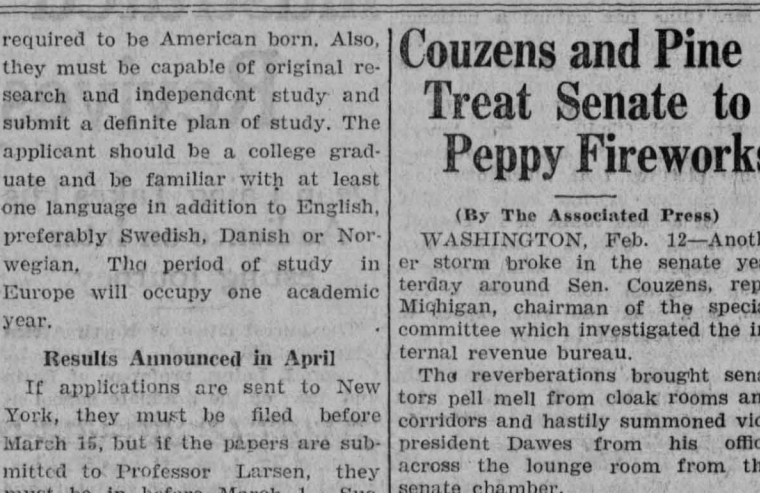 required to be American born. Also,
they must be capable of original re-
search and independent study and
submit a definite plan of study. The
applicant should be a college grad-
uate and be familiar with at least
one language in addition to English,
preferably Swedish, Danish or Nor-
wegian. The period of study in
Europe will occupy one academic
year.
Results Announced in April
If applications are sent to New
York, they must be filed before
March 15, but if the papers are sub-
mitted to Professor Larsen, they
must be in before March 1.
Couzens and Pine
Treat Senate to
Peppy Fireworks
(By The Associated Press)
WASHINGTON, Feb. 12—Anoth
er storm broke in the senate yes
terday around Sen. Couzens, rep
Michigan, chairman of the specia
committee which investigated the in
ternal revenue bureau.
The reverberations brought sena
tors pell mell from cloak rooms an
corridors and hastily summoned vic
president Dawes from his offic
across the lounge room from th
senate chamber.